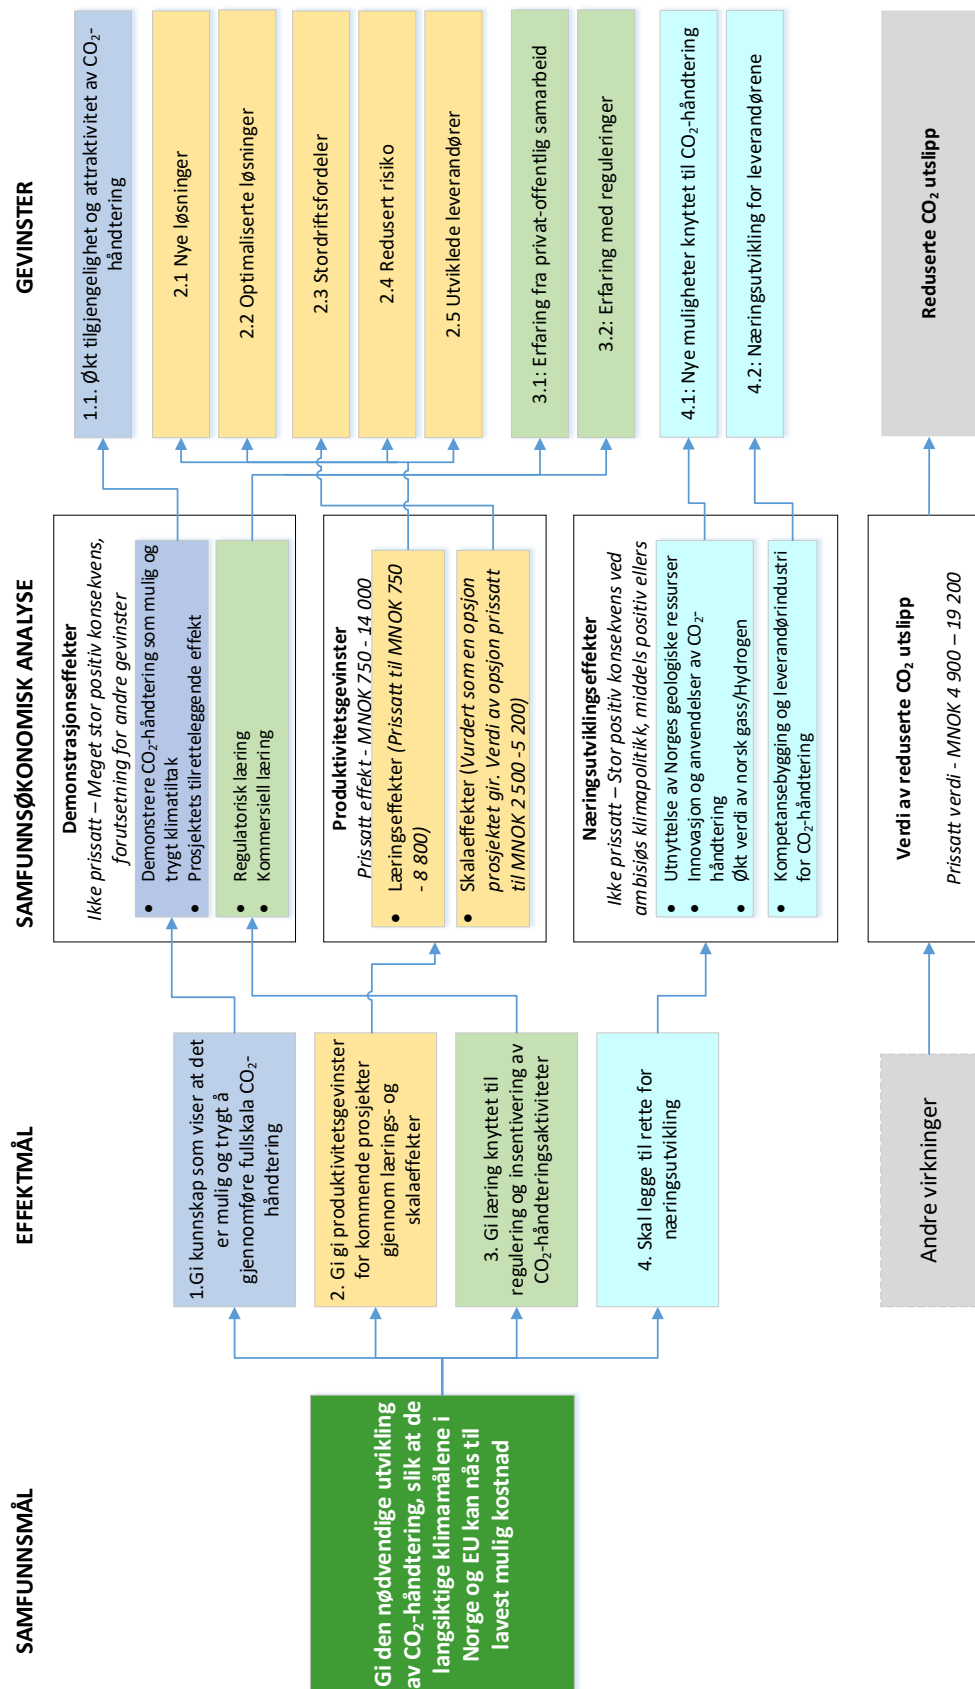 SAMFUNNSMÅL
Gi den nødvendige utvikling
av CO₂-håndtering, slik at de
langsiktige klimamålene i
Norge og EU kan nås til
lavest mulig kostnad
EFFEKTMÅL
1.Gi kunnskap som viser at det
er mulig og trygt å
gjennomføre fullskala CO₂-
håndtering
2. Gi gi produktivitetsgevinster
for kommende prosjekter
gjennom lærings- og
skalaeffekter
3. Gi læring knyttet til
regulering og insentivering av
CO₂-håndteringsaktiviteter
4. Skal legge til rette for
næringsutvikling
Andre virkninger
SAMFUNNSØKONOMISK ANALYSE
Demonstrasjonseffekter
Ikke prissatt – Meget stor positiv konsekvens,
forutsetning for andre gevinster
• Demonstrere CO₂-håndtering som mulig og
trygt klimatiltak
• Prosjektets tilretteleggende effekt
• Regulatorisk læring
• Kommersiell læring
Produktivitetsgevinster
Prissatt effekt - MNOK 750 - 14 000
• Læringseffekter (Prissatt til MNOK 750
- 8 800)
• Skalaeffekter (Vurdert som en opsjon
prosjektet gir. Verdi av opsjon prissatt
til MNOK 2 500 -5 200)
Næringsutviklingseffekter
Ikke prissatt – Stor positiv konsekvens ved
ambisiøs klimapolitikk, middels positiv ellers
• Utnyttelse av Norges geologiske ressurser
• Innovasjon og anvendelser av CO₂-
håndtering
• Økt verdi av norsk gass/Hydrogen
• Kompetansebygging og leverandørindustri
for CO₂-håndtering
Verdi av reduserte CO₂ utslipp
Prissatt verdi - MNOK 4 900 – 19 200
GEVINSTER
1.1. Økt tilgjengelighet og attraktivitet av CO₂-
håndtering
2.1 Nye løsninger
2.2 Optimaliserte løsninger
2.3 Stordriftsfordeler
2.4 Redusert risiko
2.5 Utviklede leverandører
3.1: Erfaring fra privat-offentlig samarbeid
3.2: Erfaring med reguleringer
4.1: Nye muligheter knyttet til CO₂-håndtering
4.2: Næringsutvikling for leverandørene
Reduserte CO₂ utslipp